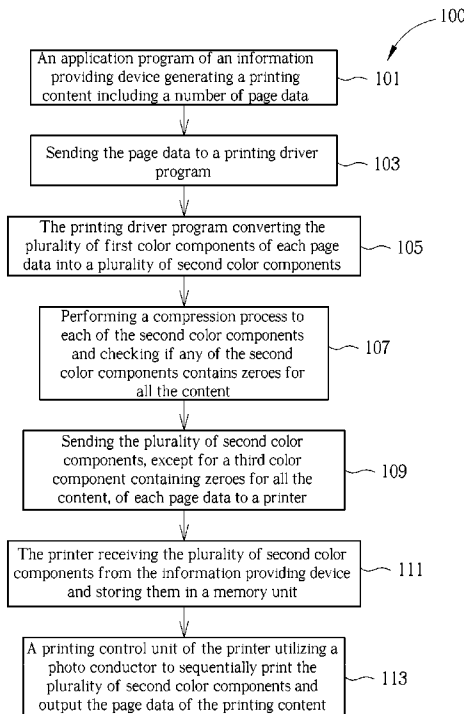 100
An application program of an information
providing device generating a printing
content including a number of page data
101
Sending the page data to a printing driver
program
103
The printing driver program converting the
plurality of first color components of each page
data into a plurality of second color components
105
Performing a compression process to
each of the second color components
and checking if any of the second
color components contains zeroes for
all the content
107
Sending the plurality of second color
components, except for a third color
component containing zeroes for all the
content, of each page data to a printer
109
The printer receiving the plurality of second color
components from the information providing device
and storing them in a memory unit
111
A printing control unit of the printer utilizing a
photo conductor to sequentially print the
plurality of second color components and
output the page data of the printing content
113